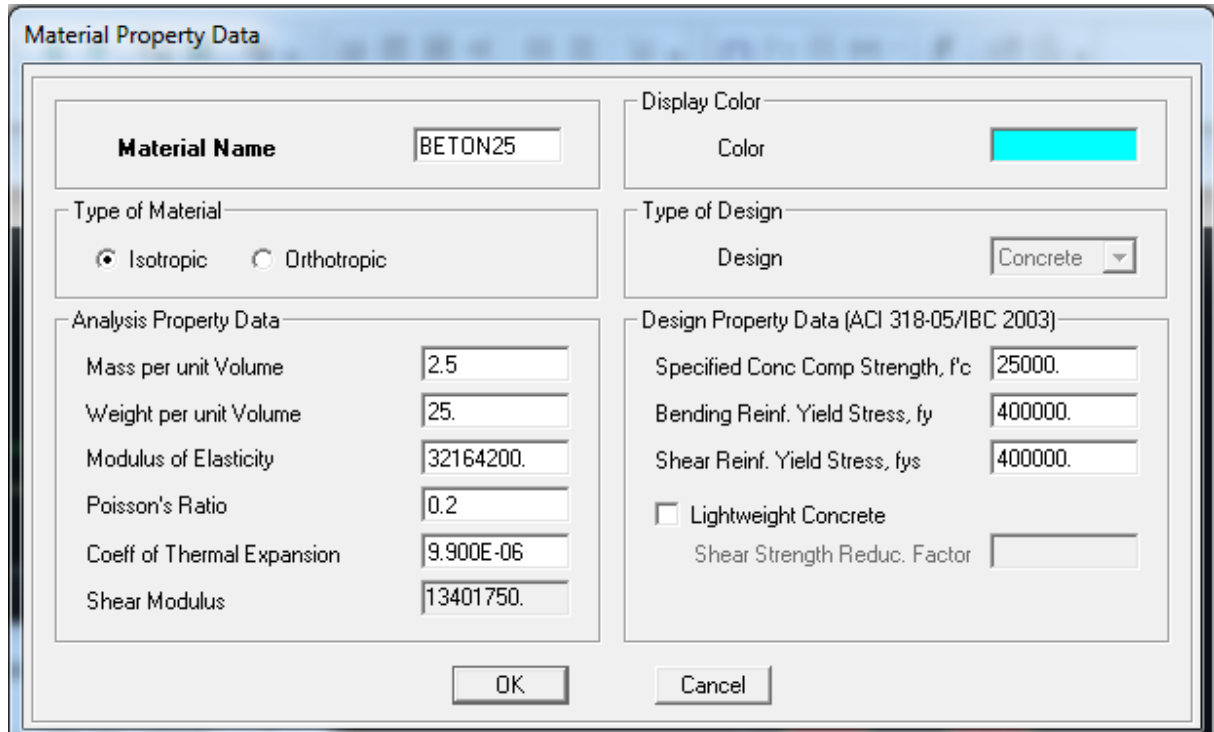 Material Property Data
Material Name BETON25
Display Color
Color
Type of Material
Isotropic Orthotropic
Type of Design
Design Concrete
Analysis Property Data
Mass per unit Volume 2.5
Weight per unit Volume 25.
Modulus of Elasticity 32164200.
Poisson's Ratio 0.2
Coeff of Thermal Expansion 9.900E-06
Shear Modulus 13401750.
Design Property Data (ACI 318-05/IBC 2003)
Specified Conc Comp Strength, f'c 25000.
Bending Reinf. Yield Stress, fy 400000.
Shear Reinf. Yield Stress, fys 400000.
Lightweight Concrete
Shear Strength Reduc. Factor
OK Cancel